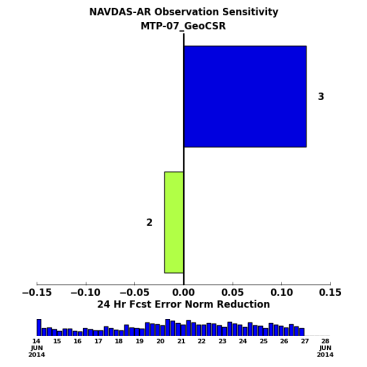 NAVDAS-AR Observation Sensitivity
MTP-07_GeoCSR
3
2
−0.15 −0.10 −0.05 0.00 0.05 0.10 0.15
24 Hr Fcst Error Norm Reduction
14 15 16 17 18 19 20 21 22 23 24 25 26 27 28
JUN JUN
2014 2014